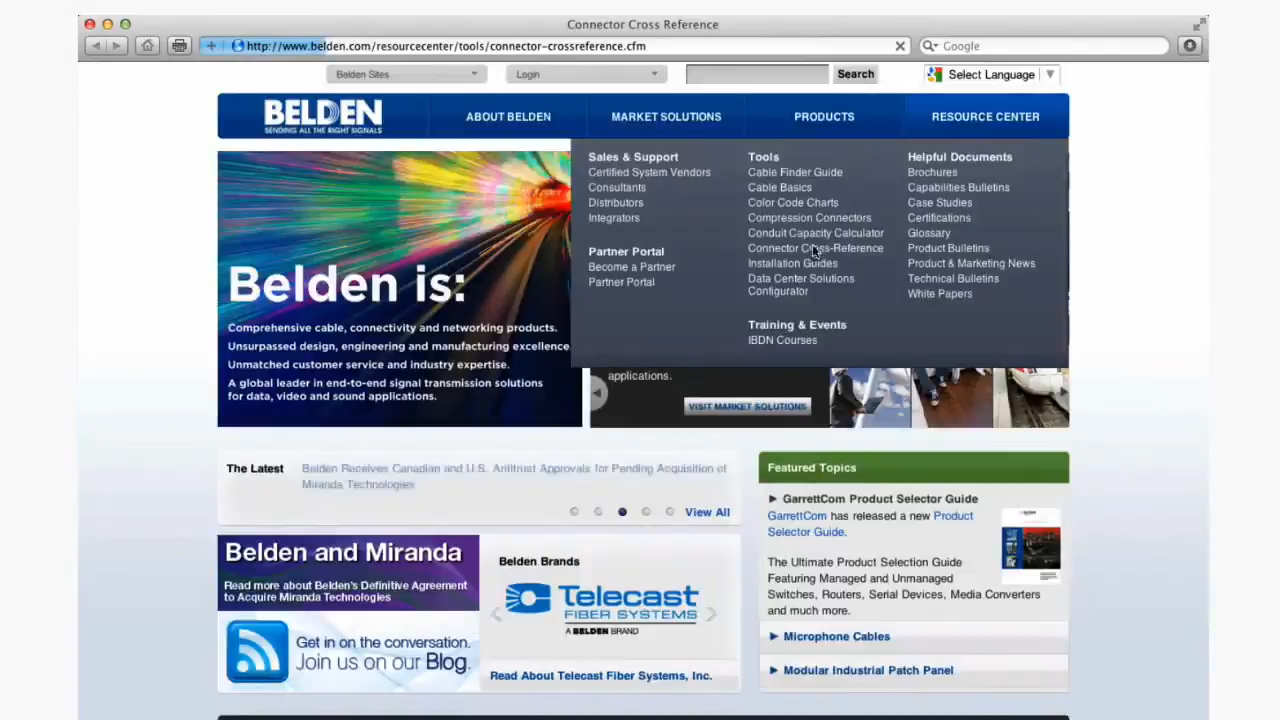 Connector Cross Reference
http://www.belden.com/resourcecenter/tools/connector-crossreference.cfm
Google
Belden Sites
Login
Search
Select Language
BELDEN
SENDING ALL THE RIGHT SIGNALS
ABOUT BELDEN
MARKET SOLUTIONS
PRODUCTS
RESOURCE CENTER
Sales & Support
Certified System Vendors
Consultants
Distributors
Integrators
Partner Portal
Become a Partner
Partner Portal
Tools
Cable Finder Guide
Cable Basics
Color Code Charts
Compression Connectors
Conduit Capacity Calculator
Connector Cross-Reference
Installation Guides
Data Center Solutions
Configurator
Training & Events
IBDN Courses
Helpful Documents
Brochures
Capabilities Bulletins
Case Studies
Certifications
Glossary
Product Bulletins
Product & Marketing News
Technical Bulletins
White Papers
Belden is:
Comprehensive cable, connectivity and networking products.
Unsurpassed design, engineering and manufacturing excellence
Unmatched customer service and industry expertise.
A global leader in end-to-end signal transmission solutions
for data, video and sound applications.
applications.
VISIT MARKET SOLUTIONS
The Latest
Belden Receives Canadian and U.S. Antitrust Approvals for Pending Acquisition of
Miranda Technologies
View All
Belden and Miranda
Read more about Belden's Definitive Agreement
to Acquire Miranda Technologies
Get in on the conversation.
Join us on our Blog.
Belden Brands
Telecast
FIBER SYSTEMS
A BELDEN BRAND
Read About Telecast Fiber Systems, Inc.
Featured Topics
GarrettCom Product Selector Guide
GarrettCom has released a new Product
Selector Guide.
The Ultimate Product Selection Guide
Featuring Managed and Unmanaged
Switches, Routers, Serial Devices, Media Converters
and much more.
Microphone Cables
Modular Industrial Patch Panel